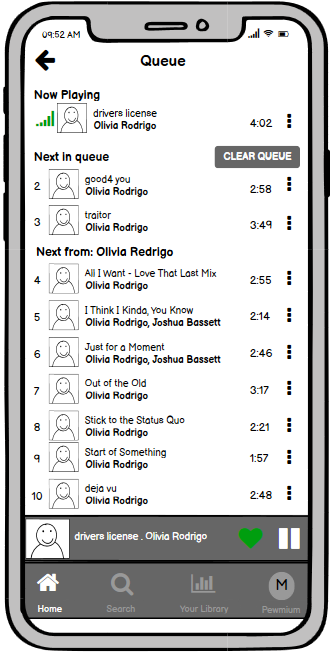 09:52 AM
Queue
Now Playing
drivers license
Olivia Rodrigo
4:02
Next in queue
CLEAR QUEUE
2
good4 you
Olivia Rodrigo
2:58
3
traitor
Olivia Rodrigo
3:49
Next from: Olivia Redrigo
4
All I Want - Love That Last Mix
Olivia Rodrigo
2:55
5
I Think I Kinda, You Know
Olivia Rodrigo, Joshua Bassett
2:14
6
Just for a Moment
Olivia Rodrigo, Joshua Bassett
2:46
7
Out of the Old
Olivia Rodrigo
3:17
8
Stick to the Status Quo
Olivia Rodrigo
2:21
9
Start of Something
Olivia Rodrigo
1:57
10
deja vu
Olivia Rodrigo
2:48
drivers license . Olivia Rodrigo
M
Home
Search
Your Library
Pewmium